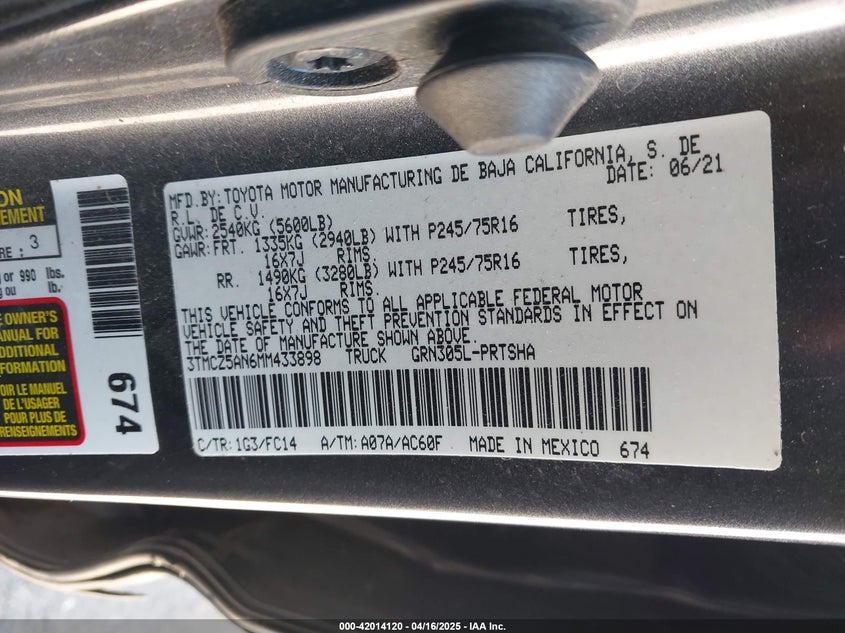 ON
EMENT
RE : 3
g or 990 lbs.
g ou lb.
E OWNER'S
ANUAL FOR
DDITIONAL
FORMATION
OIR LE MANUEL
DE L'USAGER
POUR PLUS DE
RENSEIGNEMENTS
674
MFD.BY:TOYOTA MOTOR MANUFACTURING DE BAJA CALIFORNIA, S. DE
R.L. DE C.V. DATE: 06/21
GVWR:2540KG (5600LB)
GAWR:FRT. 1335KG (2940LB) WITH P245/75R16 TIRES,
16X7J RIMS.
RR. 1490KG (3280LB) WITH P245/75R16 TIRES,
16X7J RIMS.
THIS VEHICLE CONFORMS TO ALL APPLICABLE FEDERAL MOTOR
VEHICLE SAFETY AND THEFT PREVENTION STANDARDS IN EFFECT ON
THE DATE OF MANUFACTURE SHOWN ABOVE.
3TMCZ5AN6MM433898 TRUCK GRN305L-PRTSHA
C/TR:1G3/FC14 A/TM:A07A/AC60F MADE IN MEXICO 674
000-42014120 - 04/16/2025 - IAA Inc.